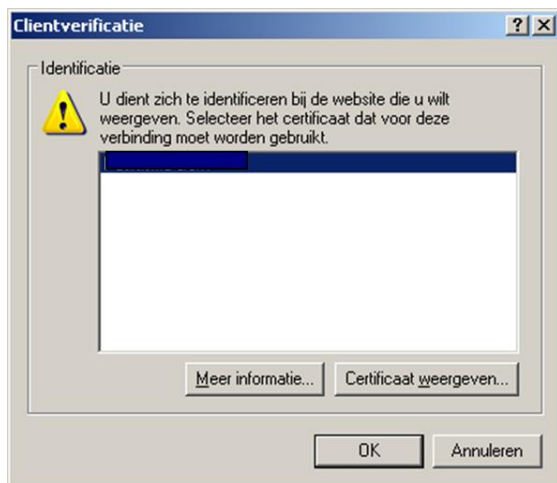 Clientverificatie
Identificatie
U dient zich te identificeren bij de website die u wilt
weergeven. Selecteer het certificaat dat voor deze
verbinding moet worden gebruikt.
Meer informatie...
Certificaat weergeven...
OK
Annuleren